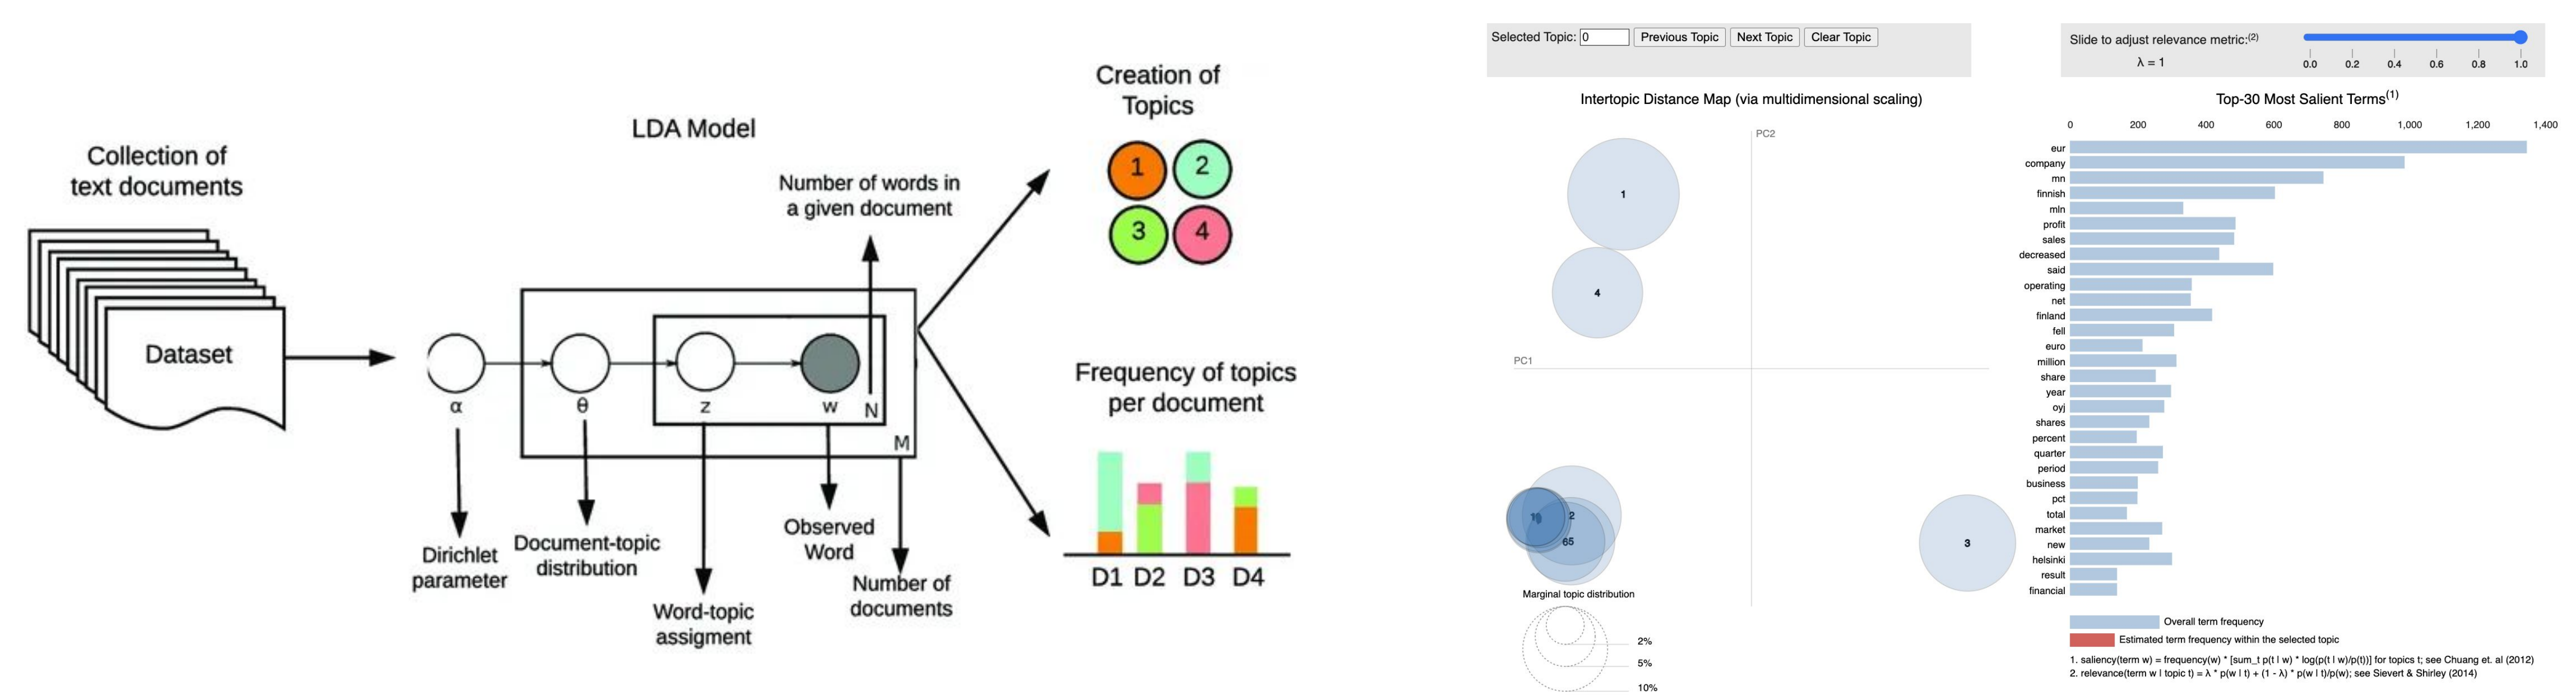 Collection of
text documents
Dataset
LDA Model
Number of words in
a given document
α
θ
z
w
N
M
Dirichlet
parameter
Document-topic
distribution
Word-topic
assigment
Observed
Word
Number of
documents
Creation of
Topics
1
2
3
4
Frequency of topics
per document
D1 D2 D3 D4
Selected Topic: 0 Previous Topic Next Topic Clear Topic
Intertopic Distance Map (via multidimensional scaling)
PC2
PC1
1
4
2
65
3
Marginal topic distribution
2%
5%
10%
Slide to adjust relevance metric:(2)
λ = 1
0.0 0.2 0.4 0.6 0.8 1.0
Top-30 Most Salient Terms(1)
0 200 400 600 800 1,000 1,200 1,400
eur
company
mn
finnish
mln
profit
sales
decreased
said
operating
net
finland
fell
euro
million
share
year
oyj
shares
percent
quarter
period
business
pct
total
market
new
helsinki
result
financial
Overall term frequency
Estimated term frequency within the selected topic
1. saliency(term w) = frequency(w) * [sum_t p(t | w) * log(p(t | w)/p(t))] for topics t; see Chuang et. al (2012)
2. relevance(term w | topic t) = λ * p(w | t) + (1 - λ) * p(w | t)/p(w); see Sievert & Shirley (2014)